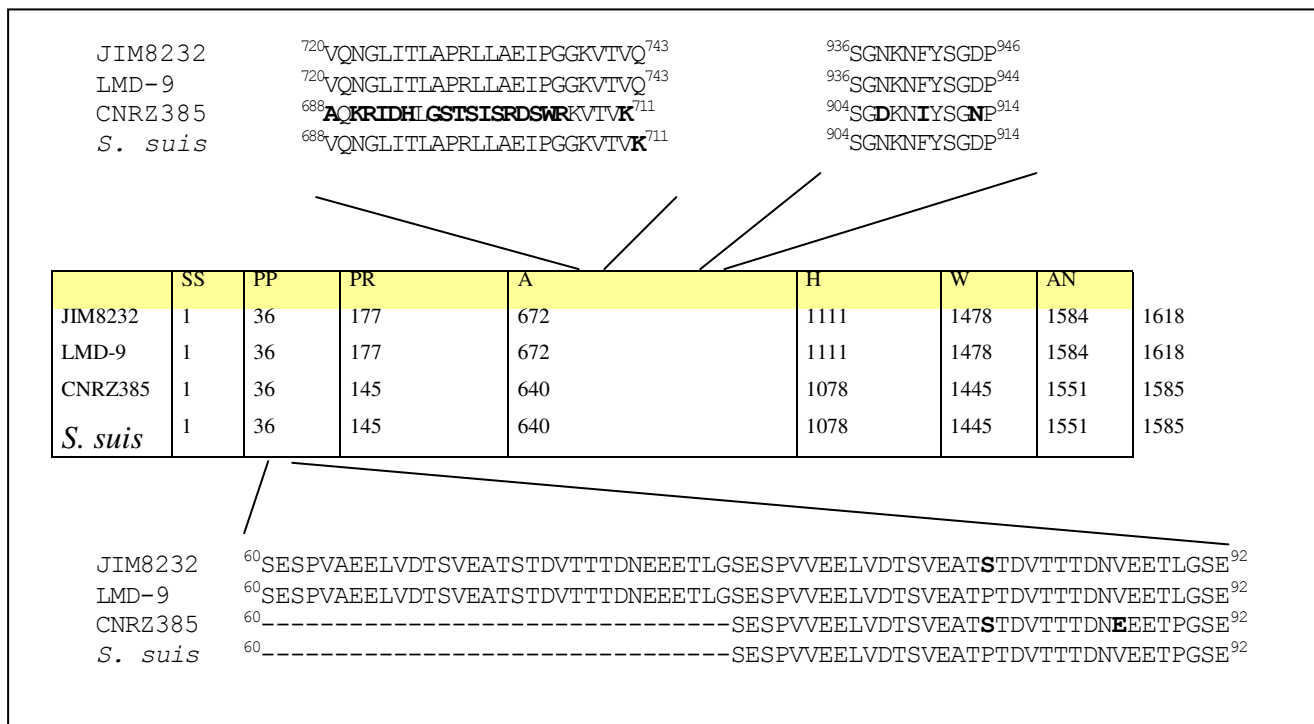 JIM8232 720VQNGLITLAPRLLAEIPGGKVTVQ743 936SGNKNFYSGDP946
LMD-9 720VQNGLITLAPRLLAEIPGGKVTVQ743 936SGNKNFYSGDP944
CNRZ385 688AQKRIDHLGSTSISRDSWRKVTVK711 904SGDKNIYSGNP914
S. suis 688VQNGLITLAPRLLAEIPGGKVTVK711 904SGNKNFYSGDP914
SS PP PR A H W AN
JIM8232 1 36 177 672 1111 1478 1584 1618
LMD-9 1 36 177 672 1111 1478 1584 1618
CNRZ385 1 36 145 640 1078 1445 1551 1585
S. suis 1 36 145 640 1078 1445 1551 1585
JIM8232 60SESPVAEELVDTSVEATSTDVTTTDNEEETLGSESPVVEELVDTSVEATSTDVTTTDNVEETLGSE92
LMD-9 60SESPVAEELVDTSVEATSTDVTTTDNEEETLGSESPVVEELVDTSVEATPTDVTTTDNVEETLGSE92
CNRZ385 60--------------------------------SESPVVEELVDTSVEATSTDVTTTDNEEETPGSE92
S. suis 60--------------------------------SESPVVEELVDTSVEATPTDVTTTDNVEETPGSE92